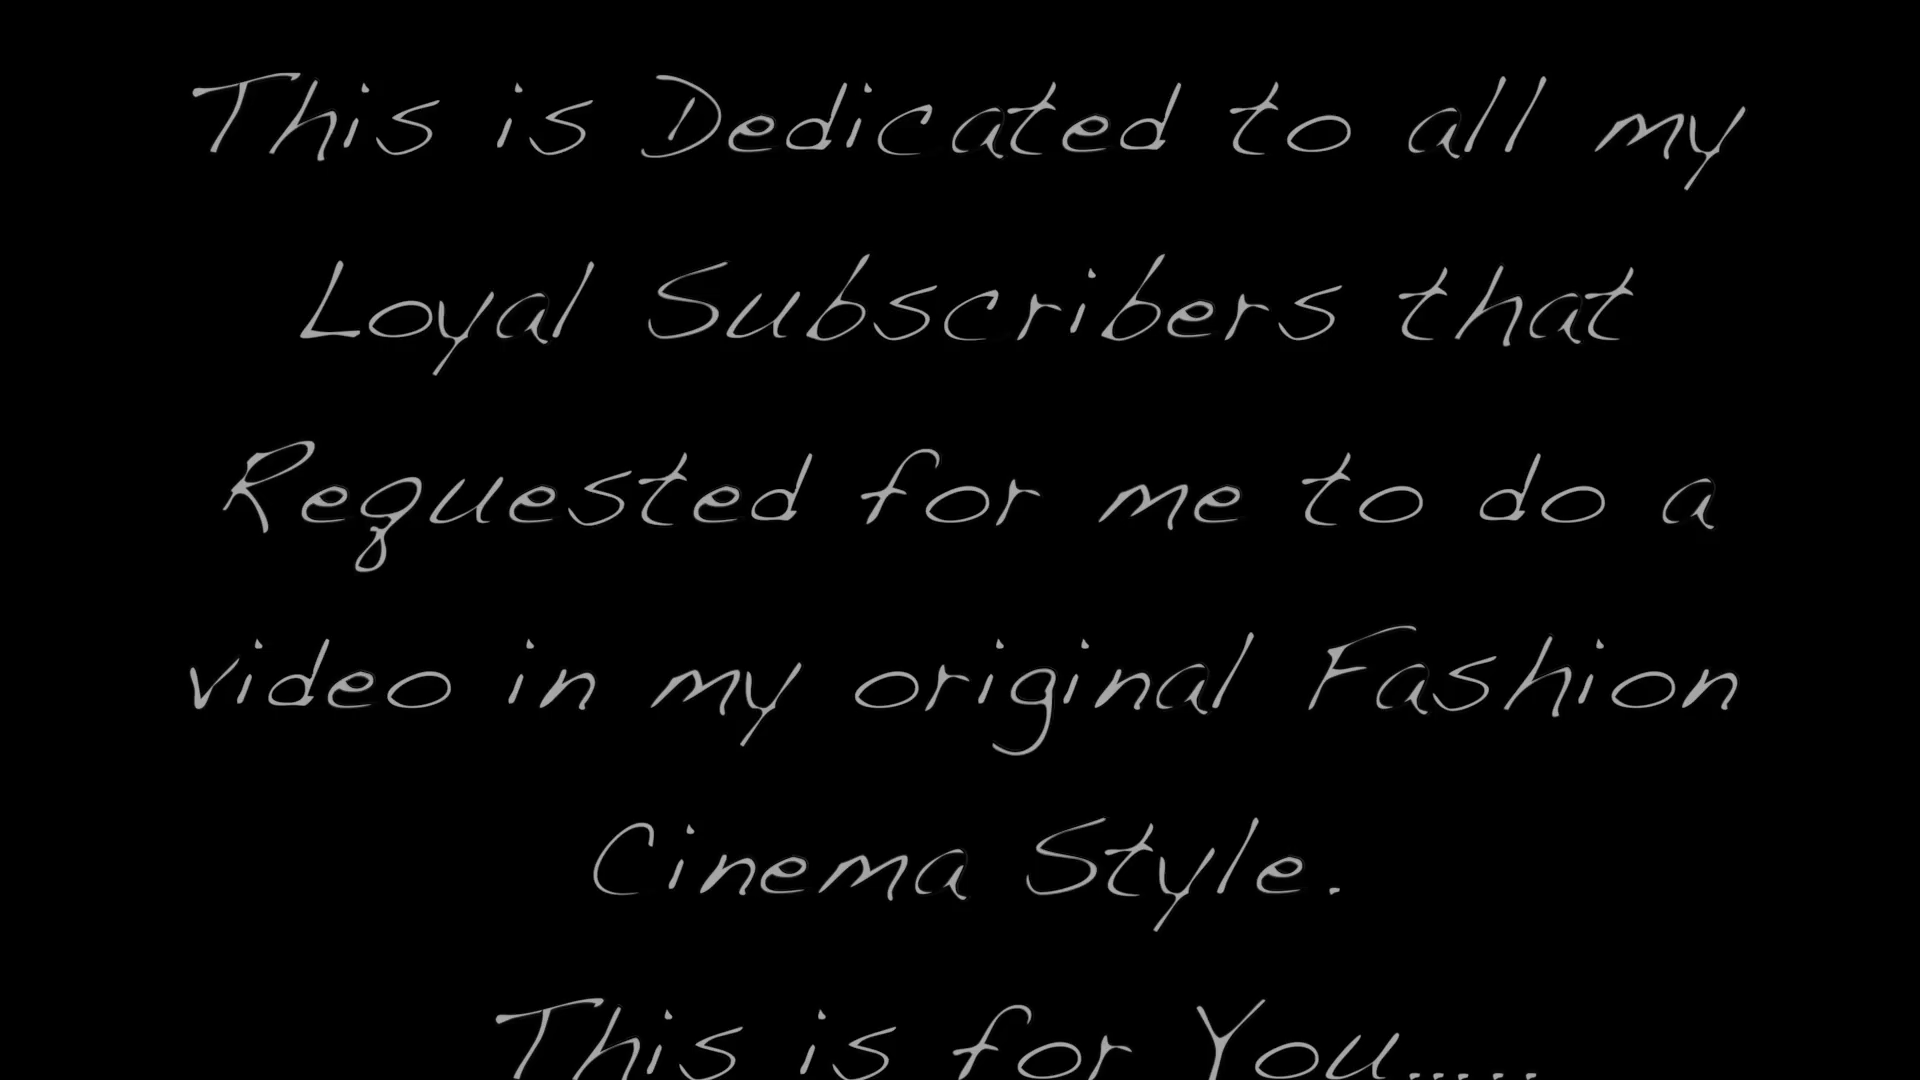 This is Dedicated to all my
Loyal Subscribers that
Requested for me to do a
video in my original Fashion
Cinema Style.
This is for You.....